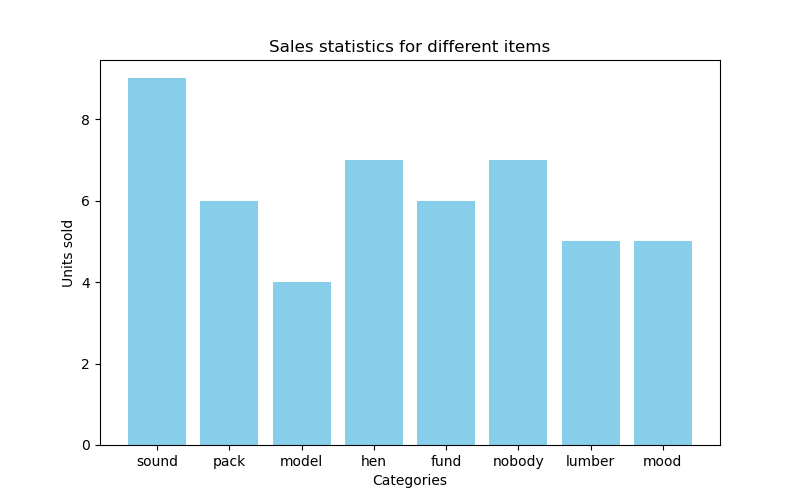 Sales statistics for different items
Units sold
8
6
4
2
0
sound pack model hen fund nobody lumber mood
Categories